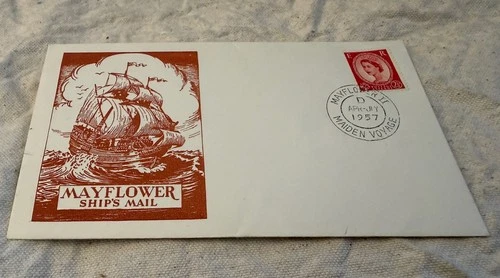 MAYFLOWER
SHIP'S MAIL
MAYFLOWER II
D
1957
MAIDEN VOYAGE